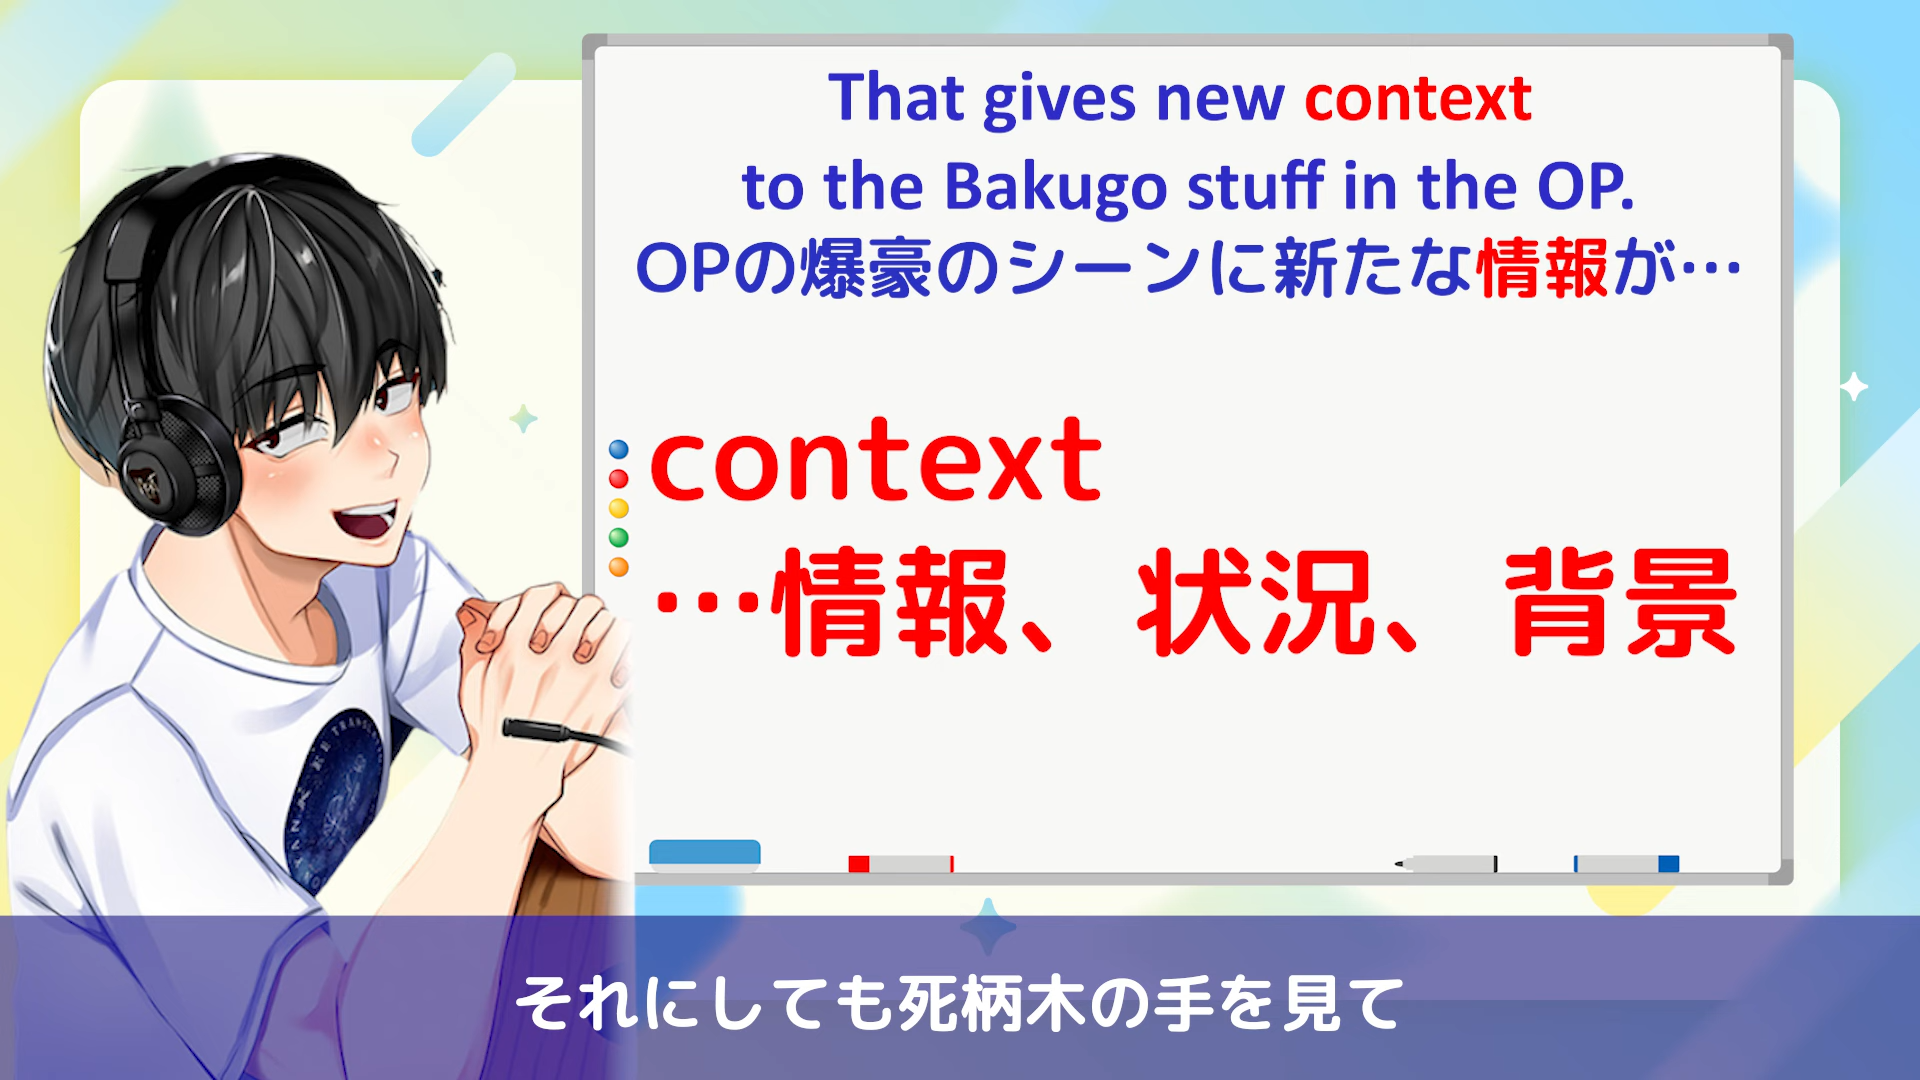 That gives new context
to the Bakugo stuff in the OP.
OPの爆豪のシーンに新たな情報が…
context
…情報、状況、背景
それにしても死柄木の手を見て